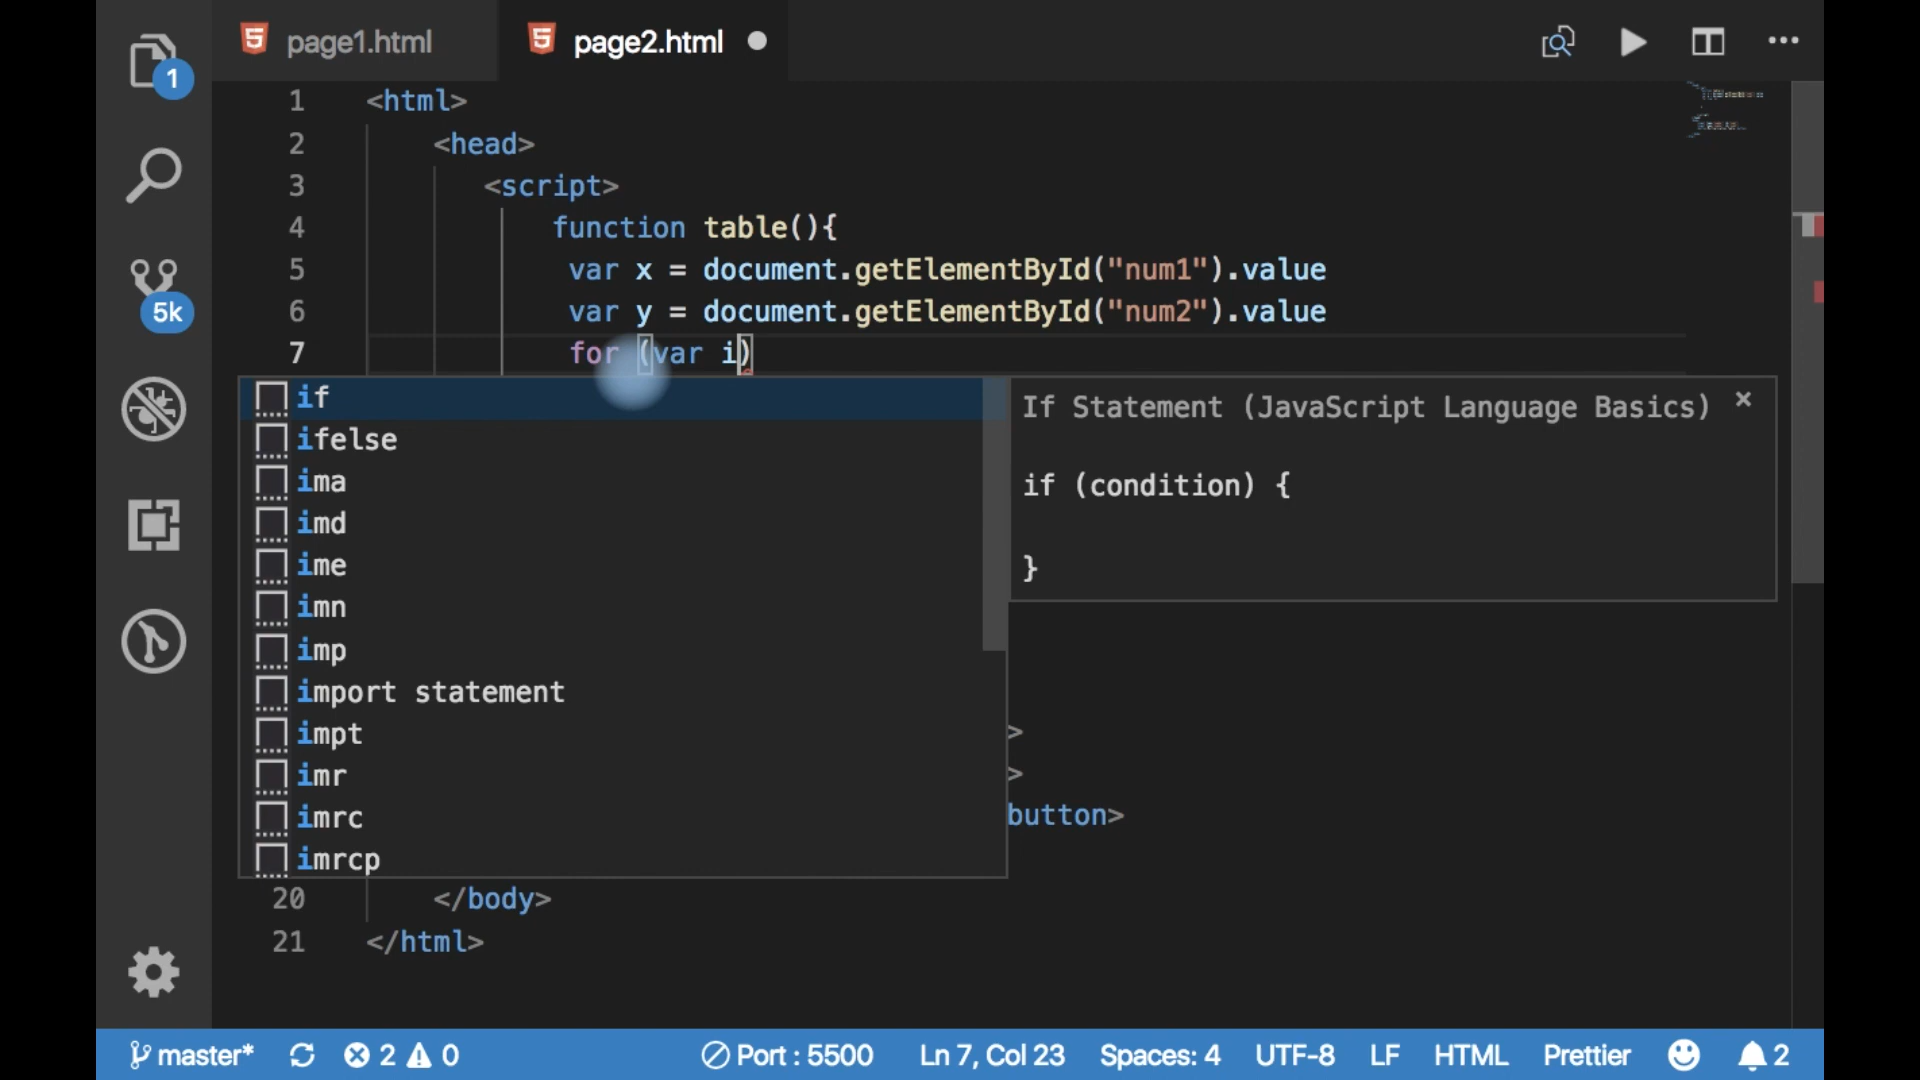 page1.html
page2.html
1
5k
1 <html>
2 <head>
3 <script>
4 function table(){
5 var x = document.getElementById("num1").value
6 var y = document.getElementById("num2").value
7 for (var i)
if
ifelse
ima
imd
ime
imn
imp
import statement
impt
imr
imrc
imrcp
If Statement (JavaScript Language Basics) ×
if (condition) {
}
>
>
button>
20 </body>
21 </html>
master* 2 0 Port : 5500 Ln 7, Col 23 Spaces: 4 UTF-8 LF HTML Prettier 2